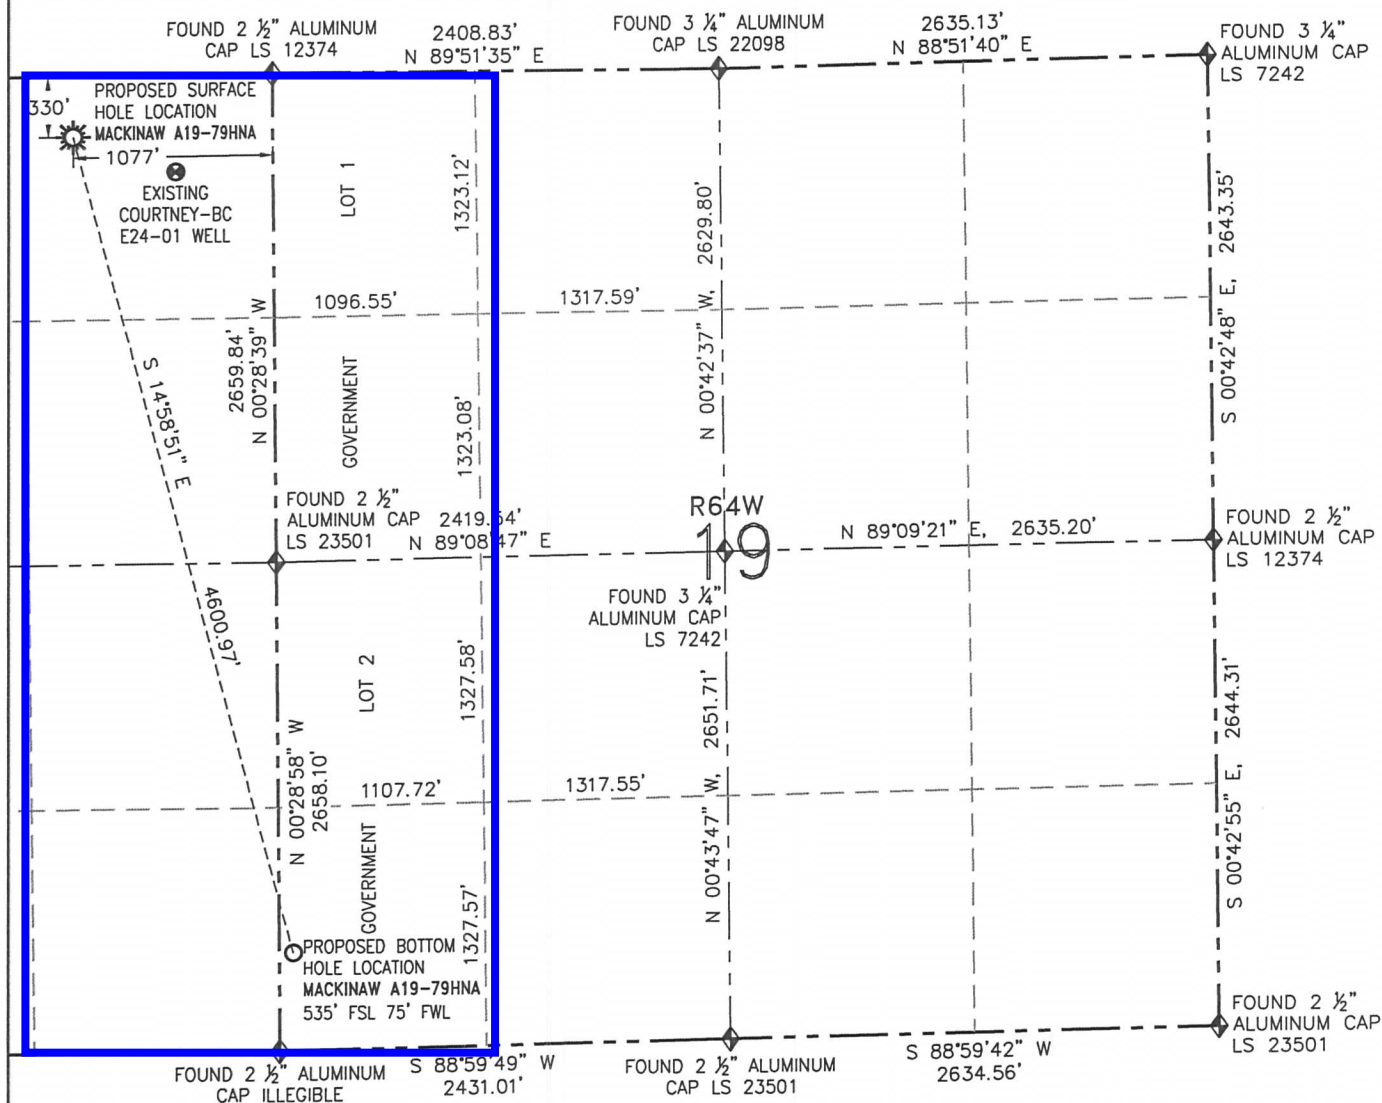 FOUND 2 ½" ALUMINUM
CAP LS 12374
2408.83'
N 89°51'35" E
FOUND 3 ¼" ALUMINUM
CAP LS 22098
2635.13'
N 88°51'40" E
FOUND 3 ¼"
ALUMINUM CAP
LS 7242
330'
PROPOSED SURFACE
HOLE LOCATION
MACKINAW A19-79HNA
1077'
EXISTING
COURTNEY-BC
E24-01 WELL
LOT 1
1323.12'
2629.80'
N 00°42'37" W,
2643.35'
S 00°42'48" E,
1096.55'
1317.59'
2659.84'
N 00°28'39" W
S 14°58'51" E
4600.97'
GOVERNMENT
1323.08'
FOUND 2 ½"
ALUMINUM CAP
LS 23501
2419.54'
N 89°08'47" E
R64W
19
N 89°09'21" E, 2635.20'
FOUND 2 ½"
ALUMINUM CAP
LS 12374
FOUND 3 ¼"
ALUMINUM CAP
LS 7242
LOT 2
1327.58'
N 00°28'58" W
2658.10'
2651.71'
N 00°43'47" W,
2644.31'
S 00°42'55" E,
1107.72'
1317.55'
GOVERNMENT
1327.57'
PROPOSED BOTTOM
HOLE LOCATION
MACKINAW A19-79HNA
535' FSL 75' FWL
FOUND 2 ½" ALUMINUM
CAP ILLEGIBLE
S 88°59'49" W
2431.01'
FOUND 2 ½" ALUMINUM
CAP LS 23501
S 88°59'42" W
2634.56'
FOUND 2 ½"
ALUMINUM CAP
LS 23501